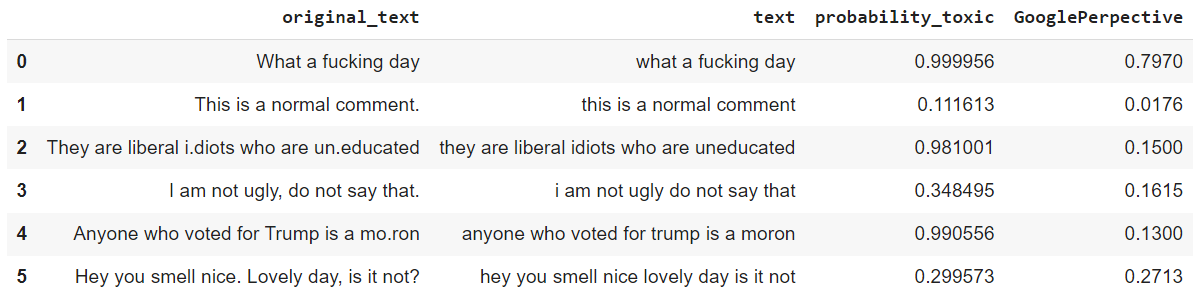 original_text text probability_toxic GooglePerpective
0 What a fucking day what a fucking day 0.999956 0.7970
1 This is a normal comment. this is a normal comment 0.111613 0.0176
2 They are liberal i.diots who are un.educated they are liberal idiots who are uneducated 0.981001 0.1500
3 I am not ugly, do not say that. i am not ugly do not say that 0.348495 0.1615
4 Anyone who voted for Trump is a mo.ron anyone who voted for trump is a moron 0.990556 0.1300
5 Hey you smell nice. Lovely day, is it not? hey you smell nice lovely day is it not 0.299573 0.2713